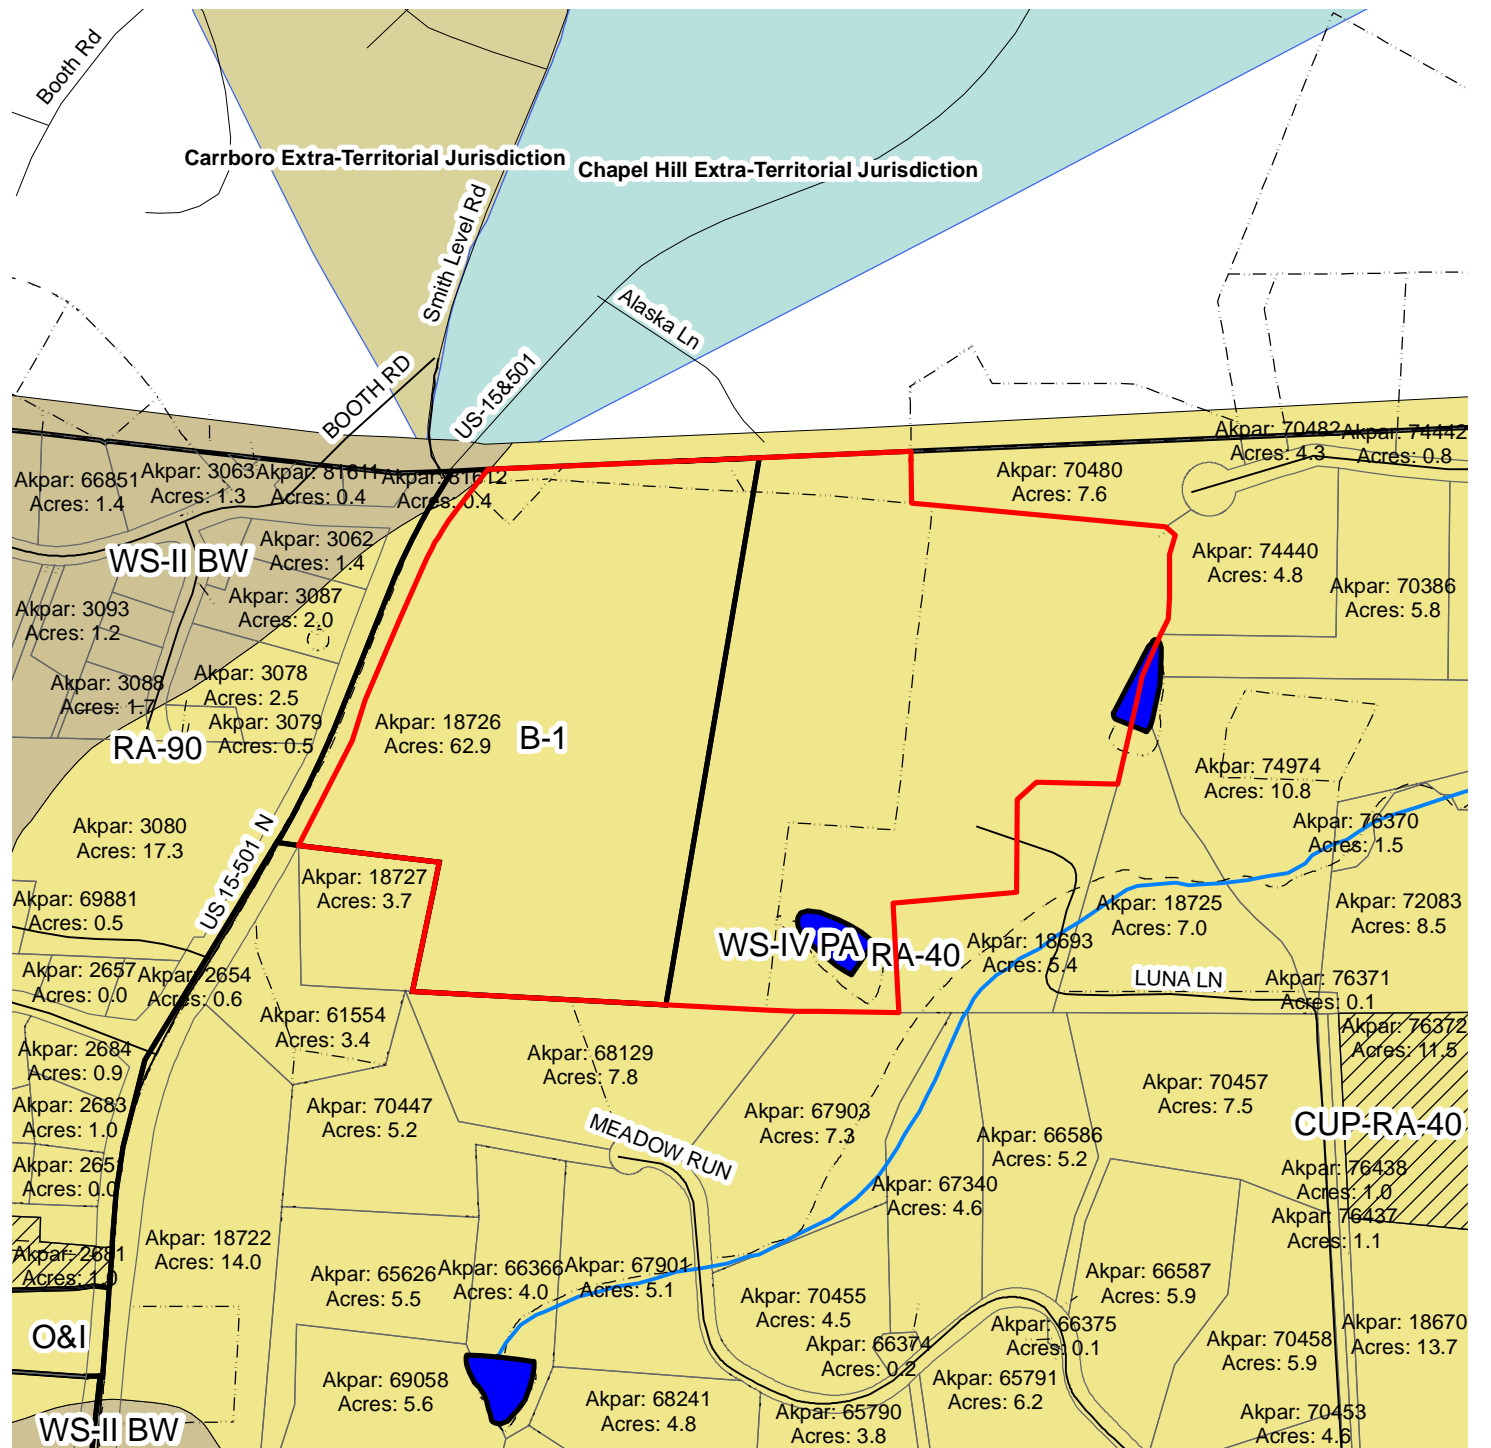 Booth Rd
Carrboro Extra-Territorial Jurisdiction
Chapel Hill Extra-Territorial Jurisdiction
Smith Level Rd
Alaska Ln
BOOTH RD
US-15&501
Akpar: 66851
Acres: 1.4
Akpar: 3063
Acres: 1.3
Akpar: 81611
Acres: 0.4
Akpar: 81612
Acres: 0.4
Akpar: 70480
Acres: 7.6
Akpar: 70482
Acres: 4.3
Akpar: 74442
Acres: 0.8
WS-II BW
Akpar: 3062
Acres: 1.4
Akpar: 74440
Acres: 4.8
Akpar: 70386
Acres: 5.8
Akpar: 3093
Acres: 1.2
Akpar: 3087
Acres: 2.0
Akpar: 3088
Acres: 1.7
Akpar: 3078
Acres: 2.5
RA-90
Akpar: 3079
Acres: 0.5
Akpar: 18726
Acres: 62.9
B-1
Akpar: 74974
Acres: 10.8
Akpar: 3080
Acres: 17.3
US 15-501 N
Akpar: 76370
Acres: 1.5
Akpar: 18727
Acres: 3.7
Akpar: 69881
Acres: 0.5
Akpar: 18725
Acres: 7.0
Akpar: 72083
Acres: 8.5
WS-IV PA
RA-40
Akpar: 18693
Acres: 5.4
Akpar: 2657
Acres: 0.0
Akpar: 2654
Acres: 0.6
LUNA LN
Akpar: 76371
Acres: 0.1
Akpar: 61554
Acres: 3.4
Akpar: 76372
Acres: 11.5
Akpar: 2684
Acres: 0.9
Akpar: 68129
Acres: 7.8
Akpar: 70457
Acres: 7.5
Akpar: 2683
Acres: 1.0
Akpar: 70447
Acres: 5.2
Akpar: 67903
Acres: 7.3
MEADOW RUN
CUP-RA-40
Akpar: 66586
Acres: 5.2
Akpar: 265
Acres: 0.0
Akpar: 67340
Acres: 4.6
Akpar: 76438
Acres: 1.0
Akpar: 76437
Acres: 1.1
Akpar: 18722
Acres: 14.0
Akpar: 2681
Acres: 1.0
Akpar: 65626
Acres: 5.5
Akpar: 66366
Acres: 4.0
Akpar: 67901
Acres: 5.1
Akpar: 66587
Acres: 5.9
Akpar: 70455
Acres: 4.5
O&I
Akpar: 66374
Acres: 0.2
Akpar: 66375
Acres: 0.1
Akpar: 70458
Acres: 5.9
Akpar: 18670
Acres: 13.7
Akpar: 69058
Acres: 5.6
Akpar: 68241
Acres: 4.8
Akpar: 65791
Acres: 6.2
Akpar: 65790
Acres: 3.8
Akpar: 70453
Acres: 4.6
WS-II BW